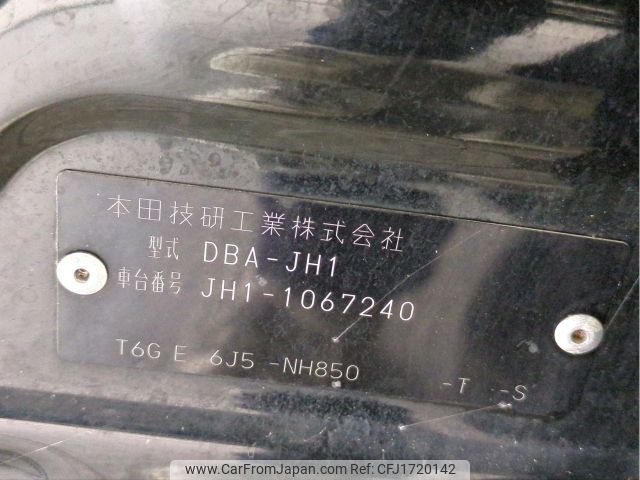 本田技研工業株式会社
型式 DBA-JH1
車台番号 JH1-1067240
T6G E 6J5 -NH850 -T -S
www.CarFromJapan.com Ref No: CFJ1720142